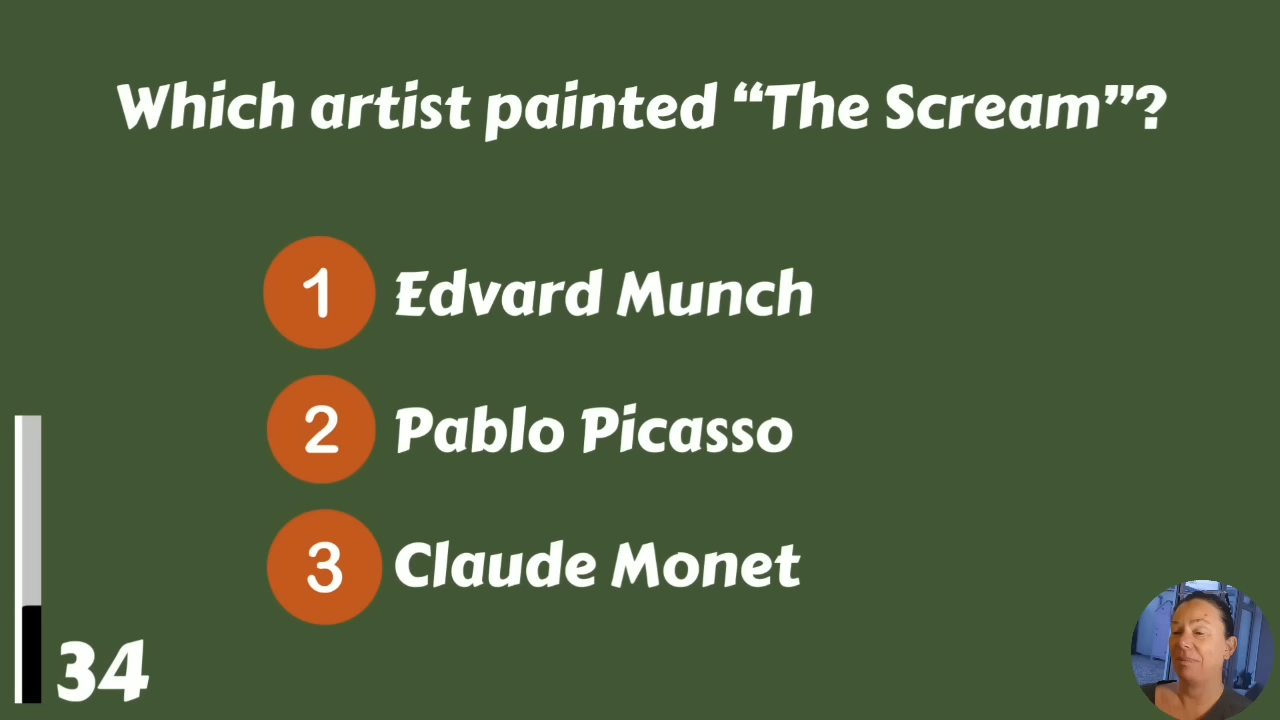 Which artist painted “The Scream”?
1 Edvard Munch
2 Pablo Picasso
3 Claude Monet
34